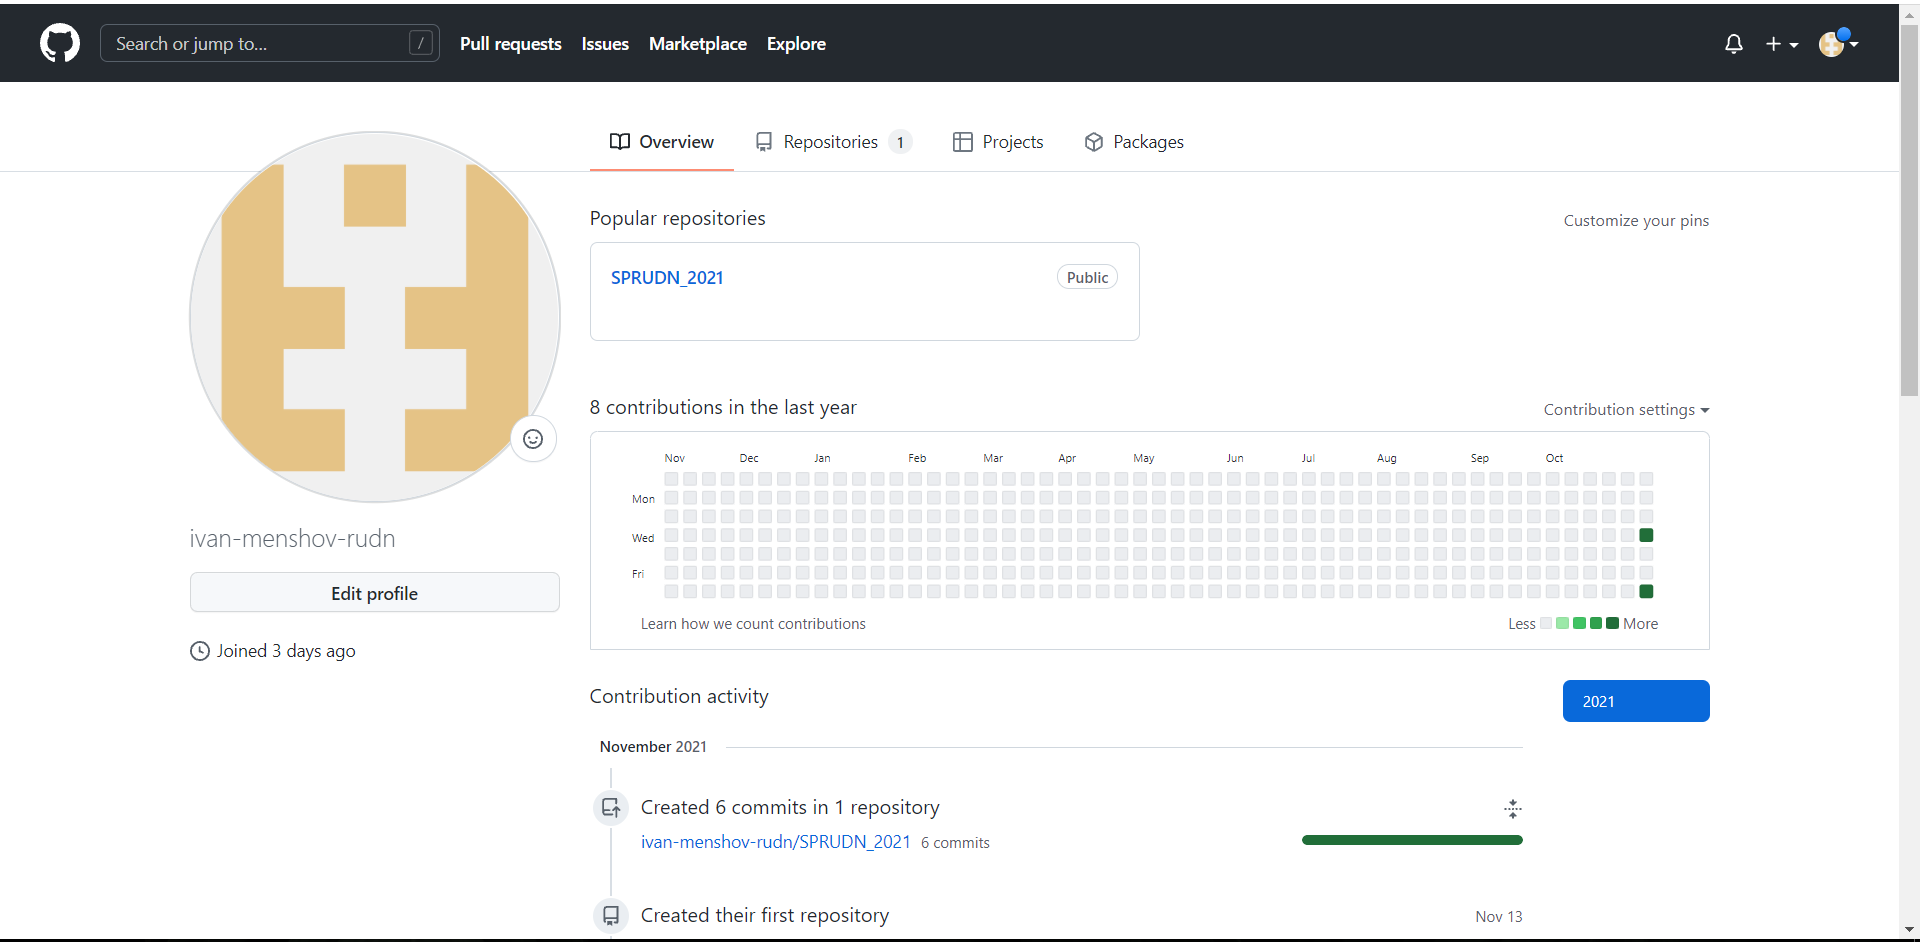 Search or jump to... /
Pull requests Issues Marketplace Explore
Overview Repositories 1 Projects Packages
Popular repositories
Customize your pins
SPRUDN_2021 Public
8 contributions in the last year
Contribution settings
Nov Dec Jan Feb Mar Apr May Jun Jul Aug Sep Oct
Mon
Wed
Fri
Learn how we count contributions
Less More
ivan-menshov-rudn
Edit profile
Joined 3 days ago
Contribution activity
2021
November 2021
Created 6 commits in 1 repository
ivan-menshov-rudn/SPRUDN_2021 6 commits
Created their first repository
Nov 13